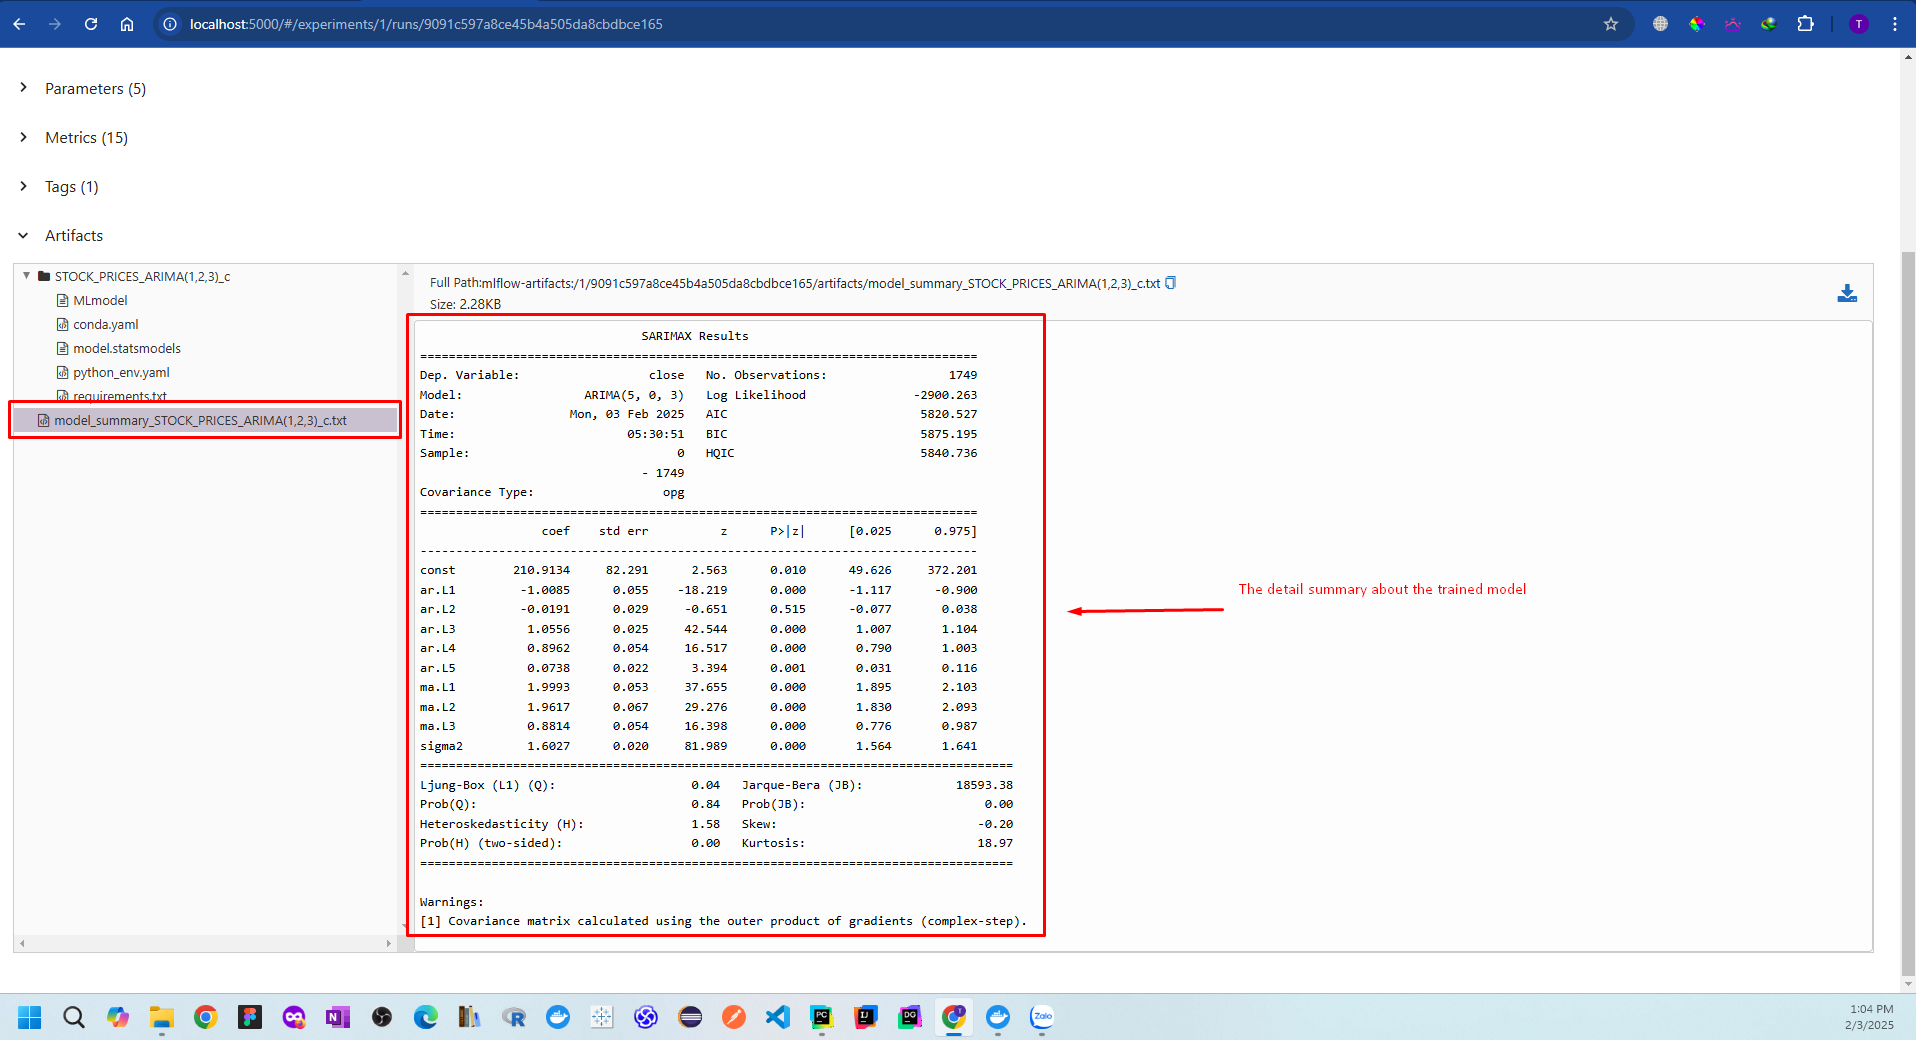 localhost:5000/#/experiments/1/runs/9091c597a8ce45b4a505da8cbdbce165
T
Parameters (5)
Metrics (15)
Tags (1)
Artifacts
STOCK_PRICES_ARIMA(1,2,3)_c
MLmodel
conda.yaml
model.statsmodels
python_env.yaml
requirements.txt
model_summary_STOCK_PRICES_ARIMA(1,2,3)_c.txt
Full Path:mlflow-artifacts:/1/9091c597a8ce45b4a505da8cbdbce165/artifacts/model_summary_STOCK_PRICES_ARIMA(1,2,3)_c.txt
Size: 2.28KB
SARIMAX Results
==============================================================================
Dep. Variable: close No. Observations: 1749
Model: ARIMA(5, 0, 3) Log Likelihood -2900.263
Date: Mon, 03 Feb 2025 AIC 5820.527
Time: 05:30:51 BIC 5875.195
Sample: 0 HQIC 5840.736
- 1749
Covariance Type: opg
==============================================================================
coef std err z P>|z| [0.025 0.975]
------------------------------------------------------------------------------
const 210.9134 82.291 2.563 0.010 49.626 372.201
ar.L1 -1.0085 0.055 -18.219 0.000 -1.117 -0.900
ar.L2 -0.0191 0.029 -0.651 0.515 -0.077 0.038
ar.L3 1.0556 0.025 42.544 0.000 1.007 1.104
ar.L4 0.8962 0.054 16.517 0.000 0.790 1.003
ar.L5 0.0738 0.022 3.394 0.001 0.031 0.116
ma.L1 1.9993 0.053 37.655 0.000 1.895 2.103
ma.L2 1.9617 0.067 29.276 0.000 1.830 2.093
ma.L3 0.8814 0.054 16.398 0.000 0.776 0.987
sigma2 1.6027 0.020 81.989 0.000 1.564 1.641
===================================================================================
Ljung-Box (L1) (Q): 0.04 Jarque-Bera (JB): 18593.38
Prob(Q): 0.84 Prob(JB): 0.00
Heteroskedasticity (H): 1.58 Skew: -0.20
Prob(H) (two-sided): 0.00 Kurtosis: 18.97
===================================================================================
Warnings:
[1] Covariance matrix calculated using the outer product of gradients (complex-step).
The detail summary about the trained model
N
R
PC
IJ
DG
Zalo
1:04 PM
2/3/2025